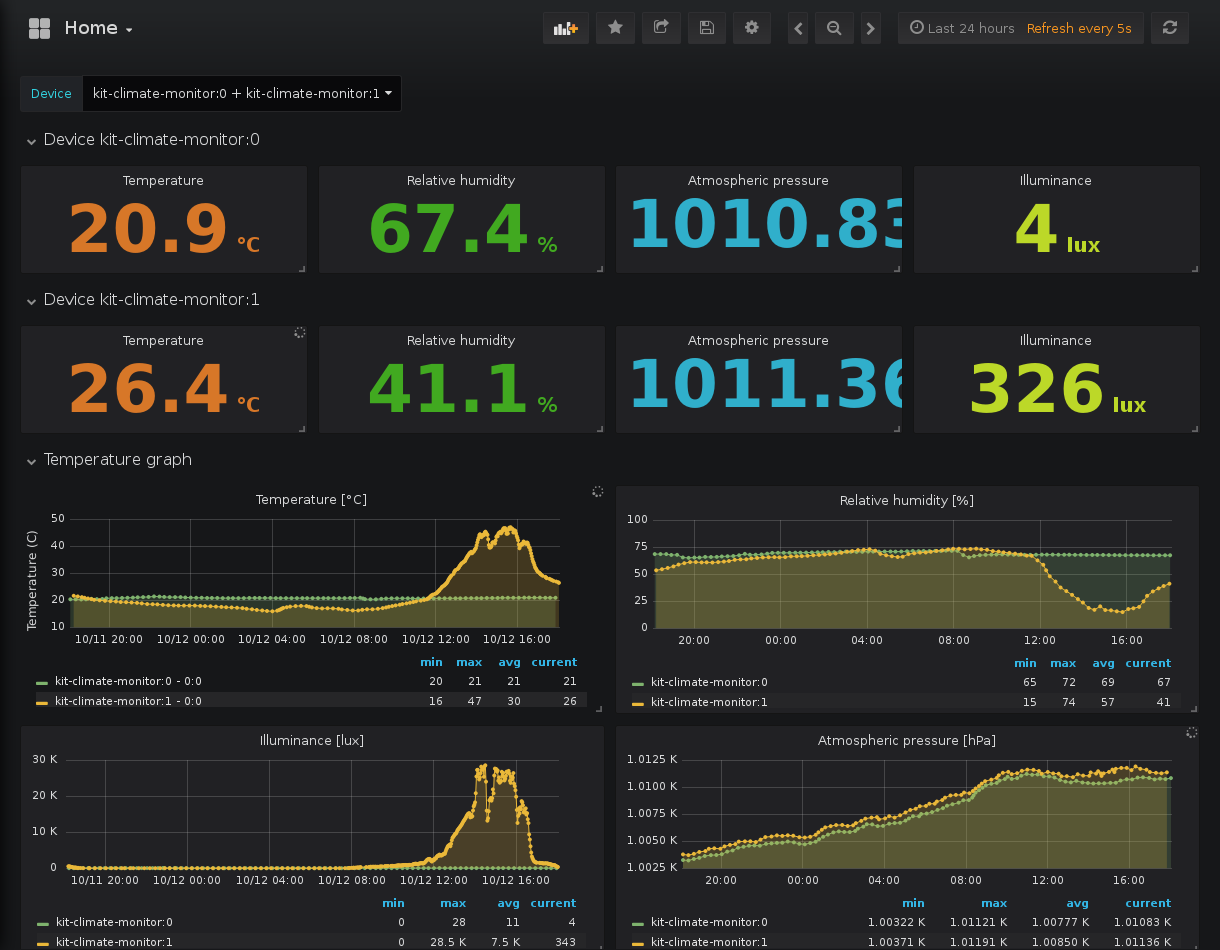 Home
Last 24 hours Refresh every 5s
Device kit-climate-monitor:0 + kit-climate-monitor:1
Device kit-climate-monitor:0
Temperature Relative humidity Atmospheric pressure Illuminance
20.9 °C 67.4 % 1010.83 4 lux
Device kit-climate-monitor:1
Temperature Relative humidity Atmospheric pressure Illuminance
26.4 °C 41.1 % 1011.36 326 lux
Temperature graph
Temperature [°C]
Temperature (C)
50
40
30
20
10
10/11 20:00 10/12 00:00 10/12 04:00 10/12 08:00 10/12 12:00 10/12 16:00
min max avg current
kit-climate-monitor:0 - 0:0 20 21 21 21
kit-climate-monitor:1 - 0:0 16 47 30 26
Relative humidity [%]
100
75
50
25
0
20:00 00:00 04:00 08:00 12:00 16:00
min max avg current
kit-climate-monitor:0 65 72 69 67
kit-climate-monitor:1 15 74 57 41
Illuminance [lux]
30 K
20 K
10 K
0
10/11 20:00 10/12 00:00 10/12 04:00 10/12 08:00 10/12 12:00 10/12 16:00
min max avg current
kit-climate-monitor:0 0 28 11 4
kit-climate-monitor:1 0 28.5 K 7.5 K 343
Atmospheric pressure [hPa]
1.0125 K
1.0100 K
1.0075 K
1.0050 K
1.0025 K
20:00 00:00 04:00 08:00 12:00 16:00
min max avg current
kit-climate-monitor:0 1.00322 K 1.01121 K 1.00777 K 1.01083 K
kit-climate-monitor:1 1.00371 K 1.01191 K 1.00850 K 1.01136 K